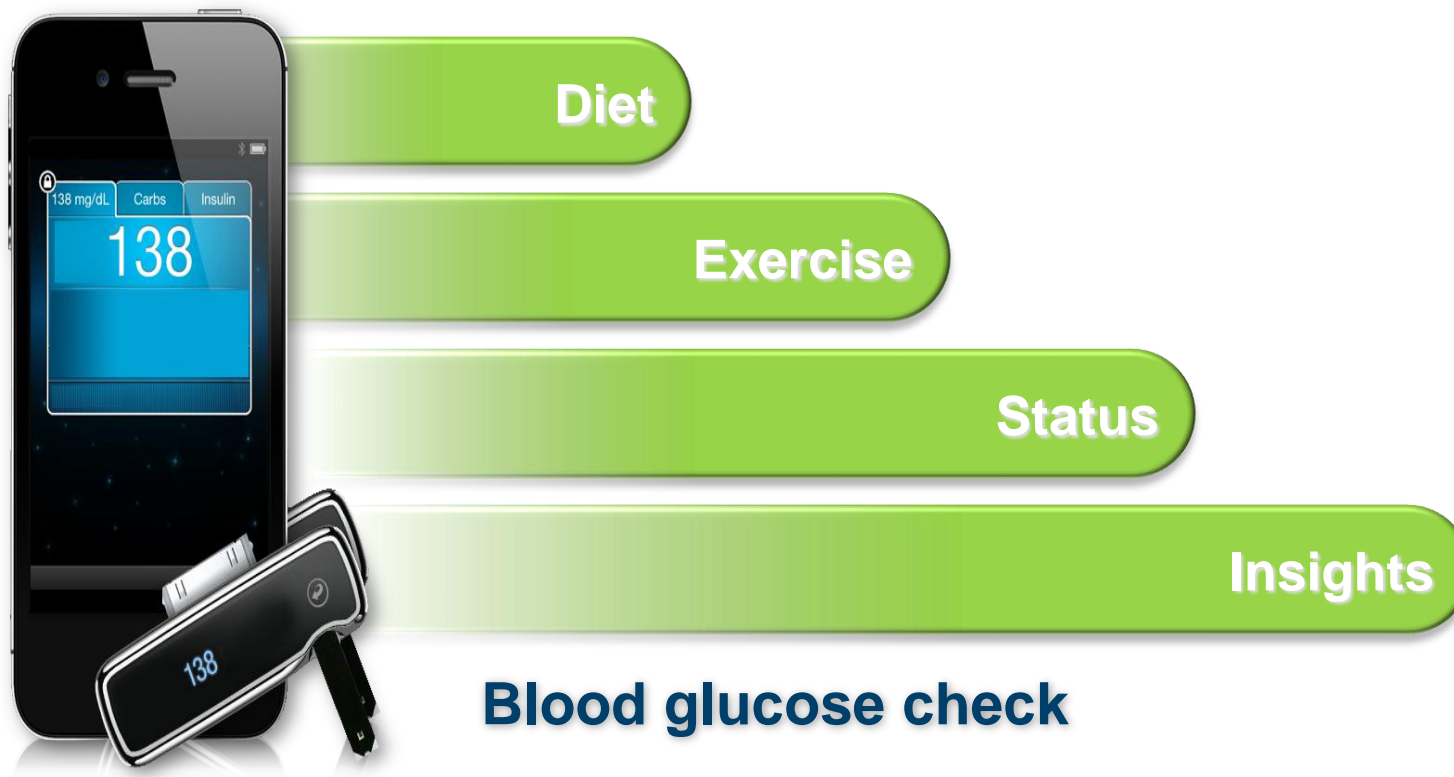 Diet
138 mg/dL Carbs Insulin
138
Exercise
Status
Insights
138
Blood glucose check